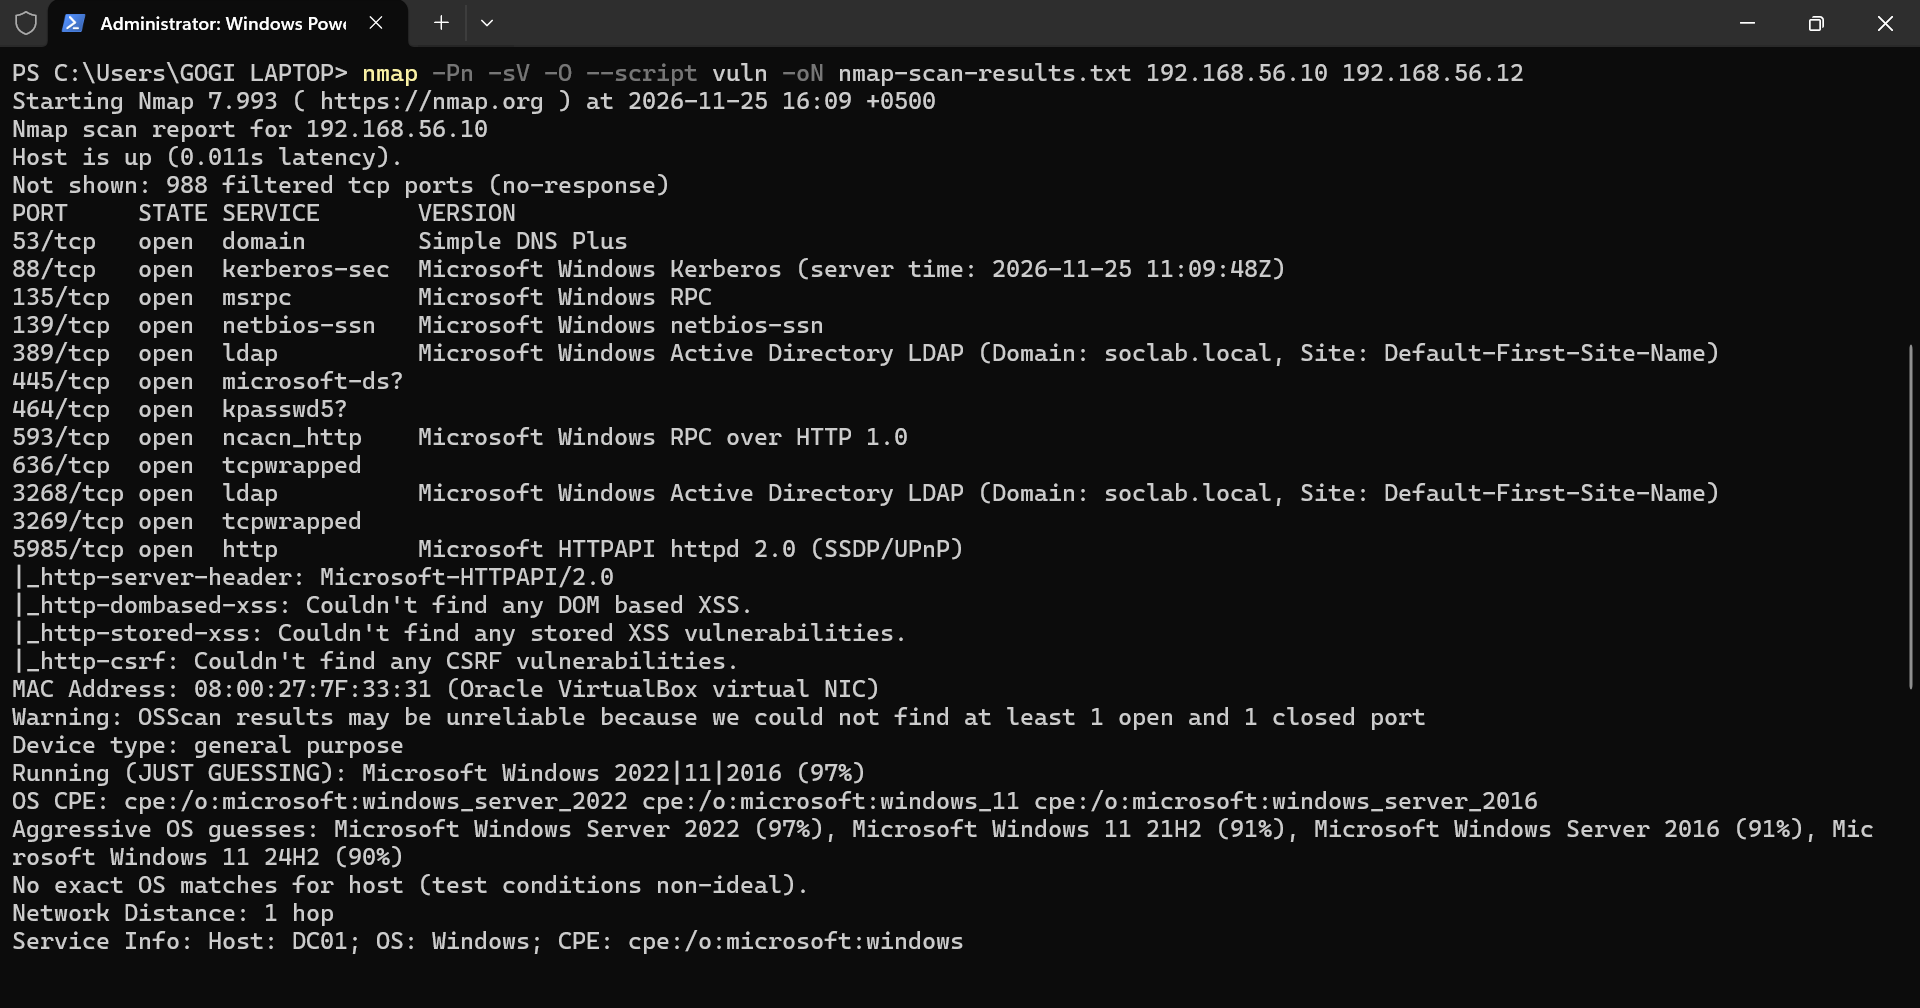 Administrator: Windows Powe
PS C:\Users\GOGI LAPTOP> nmap -Pn -sV -O --script vuln -oN nmap-scan-results.txt 192.168.56.10 192.168.56.12
Starting Nmap 7.993 ( https://nmap.org ) at 2026-11-25 16:09 +0500
Nmap scan report for 192.168.56.10
Host is up (0.011s latency).
Not shown: 988 filtered tcp ports (no-response)
PORT     STATE SERVICE       VERSION
53/tcp   open  domain        Simple DNS Plus
88/tcp   open  kerberos-sec  Microsoft Windows Kerberos (server time: 2026-11-25 11:09:48Z)
135/tcp  open  msrpc         Microsoft Windows RPC
139/tcp  open  netbios-ssn   Microsoft Windows netbios-ssn
389/tcp  open  ldap          Microsoft Windows Active Directory LDAP (Domain: soclab.local, Site: Default-First-Site-Name)
445/tcp  open  microsoft-ds?
464/tcp  open  kpasswd5?
593/tcp  open  ncacn_http    Microsoft Windows RPC over HTTP 1.0
636/tcp  open  tcpwrapped
3268/tcp open  ldap          Microsoft Windows Active Directory LDAP (Domain: soclab.local, Site: Default-First-Site-Name)
3269/tcp open  tcpwrapped
5985/tcp open  http          Microsoft HTTPAPI httpd 2.0 (SSDP/UPnP)
|_http-server-header: Microsoft-HTTPAPI/2.0
|_http-dombased-xss: Couldn't find any DOM based XSS.
|_http-stored-xss: Couldn't find any stored XSS vulnerabilities.
|_http-csrf: Couldn't find any CSRF vulnerabilities.
MAC Address: 08:00:27:7F:33:31 (Oracle VirtualBox virtual NIC)
Warning: OSScan results may be unreliable because we could not find at least 1 open and 1 closed port
Device type: general purpose
Running (JUST GUESSING): Microsoft Windows 2022|11|2016 (97%)
OS CPE: cpe:/o:microsoft:windows_server_2022 cpe:/o:microsoft:windows_11 cpe:/o:microsoft:windows_server_2016
Aggressive OS guesses: Microsoft Windows Server 2022 (97%), Microsoft Windows 11 21H2 (91%), Microsoft Windows Server 2016 (91%), Mic
rosoft Windows 11 24H2 (90%)
No exact OS matches for host (test conditions non-ideal).
Network Distance: 1 hop
Service Info: Host: DC01; OS: Windows; CPE: cpe:/o:microsoft:windows